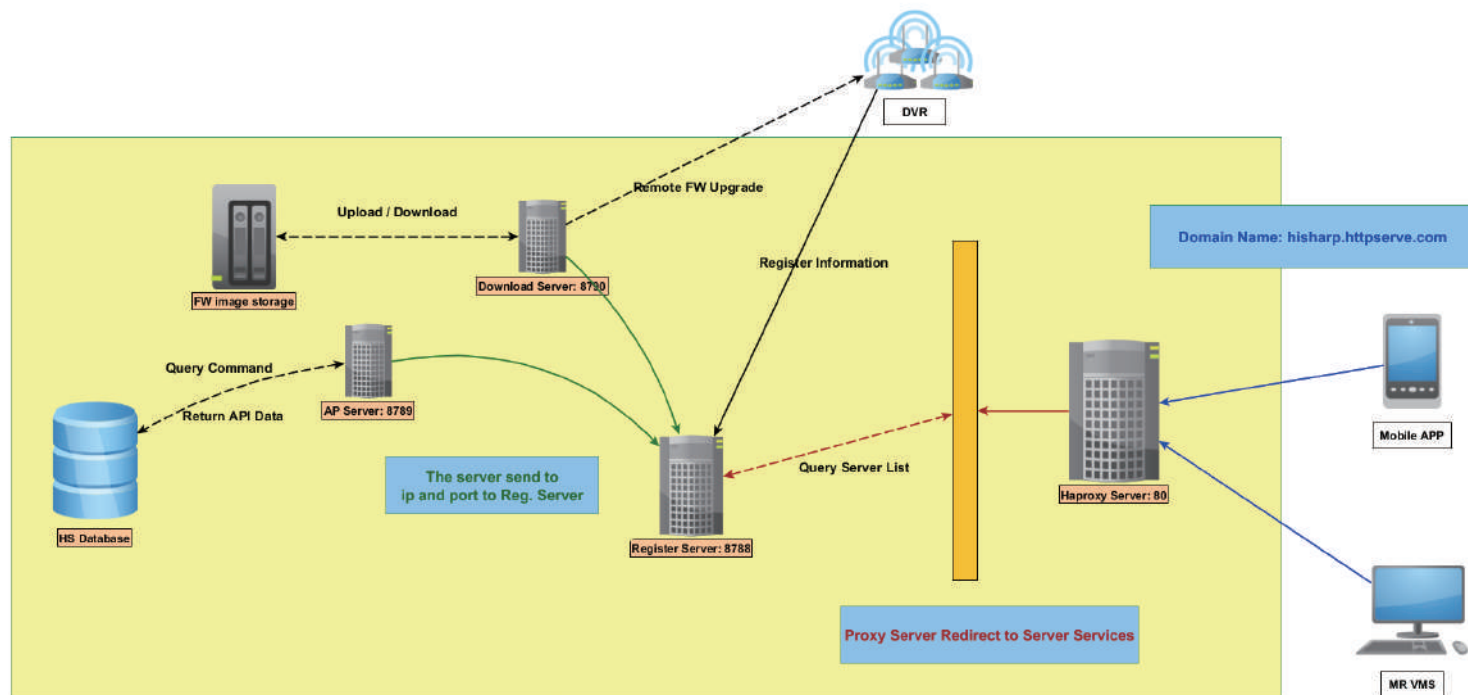 DVR
Remote FW Upgrade
Upload / Download
Domain Name: hisharp.httpserve.com
Register Information
Download Server: 8790
FW image storage
Query Command
Return API Data
AP Server: 8789
Mobile APP
Query Server List
The server send to
ip and port to Reg. Server
Haproxy Server: 80
HS Database
Register Server: 8788
Proxy Server Redirect to Server Services
MR VMS